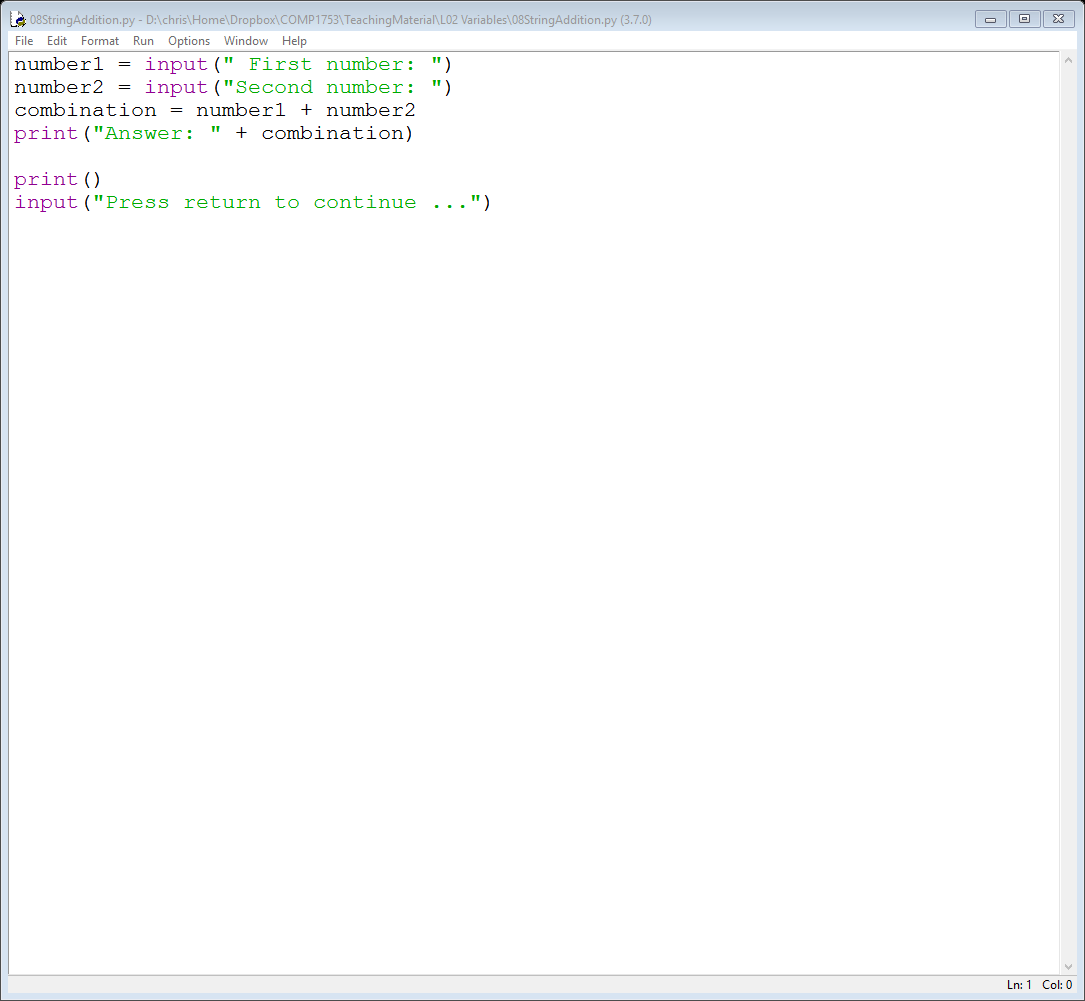 08StringAddition.py - D:\chris\Home\Dropbox\COMP1753\TeachingMaterial\L02 Variables\08StringAddition.py (3.7.0)
File Edit Format Run Options Window Help
number1 = input(" First number: ")
number2 = input("Second number: ")
combination = number1 + number2
print("Answer: " + combination)
print()
input("Press return to continue ...")
Ln: 1 Col: 0